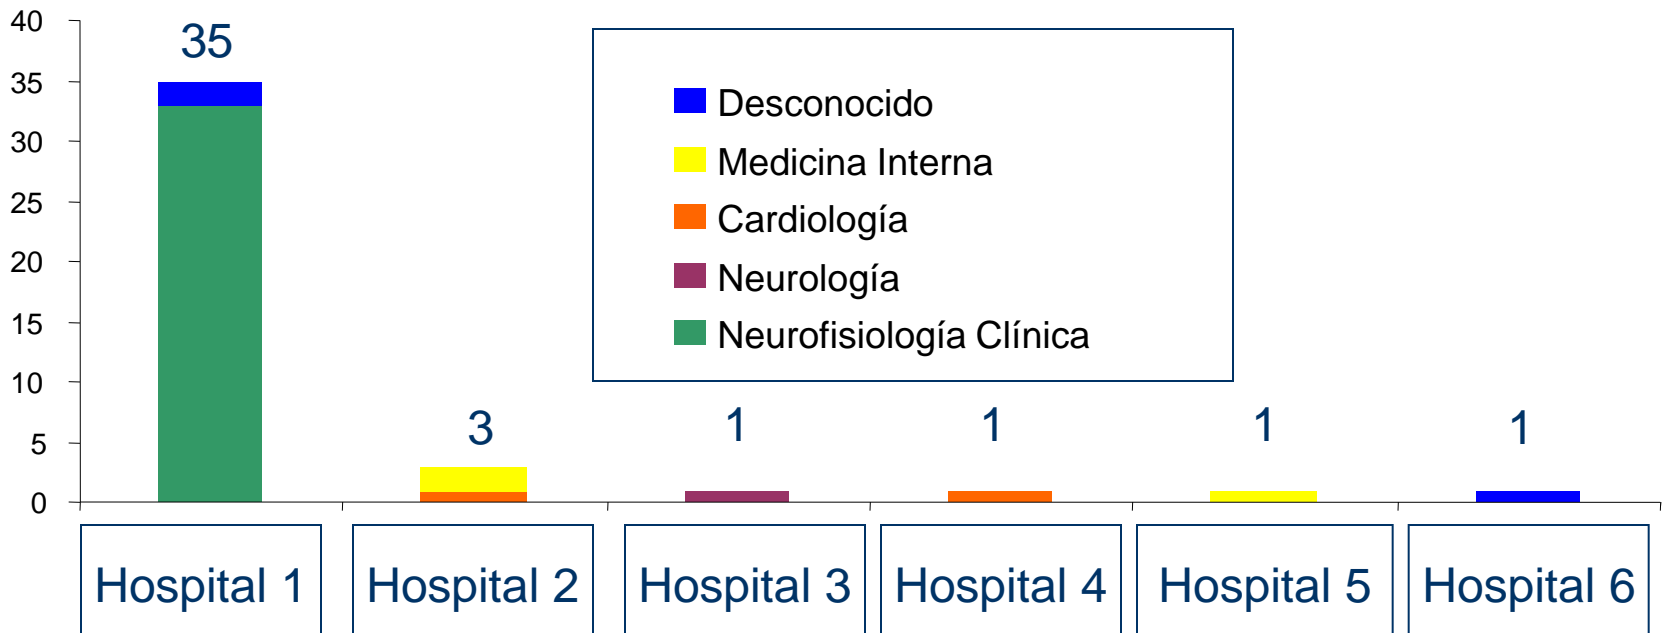 40
35
30
25
20
15
10
5
0
35
3
1
1
1
1
Desconocido
Medicina Interna
Cardiología
Neurología
Neurofisiología Clínica
Hospital 1
Hospital 2
Hospital 3
Hospital 4
Hospital 5
Hospital 6